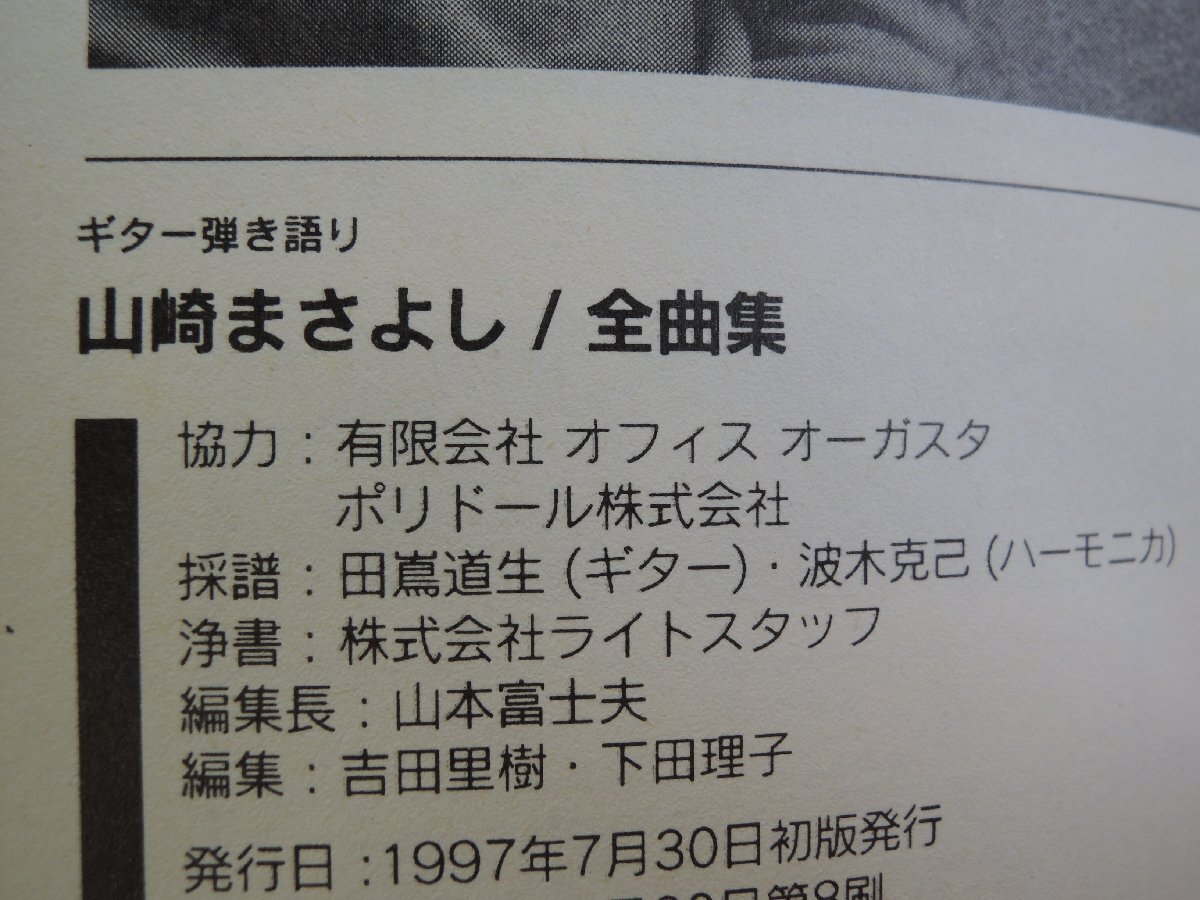 ギター弾き語り
山崎まさよし / 全曲集
協力 : 有限会社 オフィス オーガスタ
ポリドール株式会社
採譜 : 田嶌道生 (ギター)・波木克己 (ハーモニカ)
浄書 : 株式会社ライトスタッフ
編集長 : 山本富士夫
編集 : 吉田里樹・下田理子
発行日 : 1997年7月30日初版発行
日第8刷